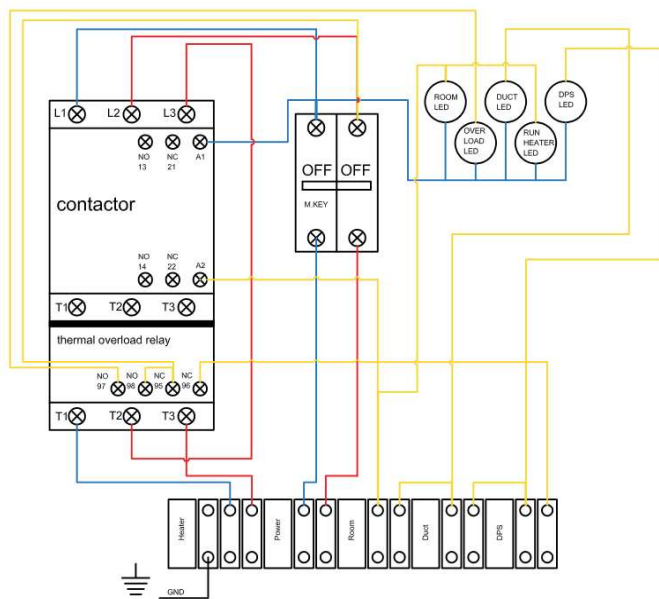 L1 L2 L3
NO NC A1
13 21
contactor
NO NC A2
14 22
T1 T2 T3
thermal overload relay
NO NO NC NC
97 98 95 96
T1 T2 T3
OFF OFF
M.KEY
ROOM
LED
OVER
LOAD
LED
DUCT
LED
RUN
HEATER
LED
DPS
LED
Heater
Power
Room
Duct
DPS
GND